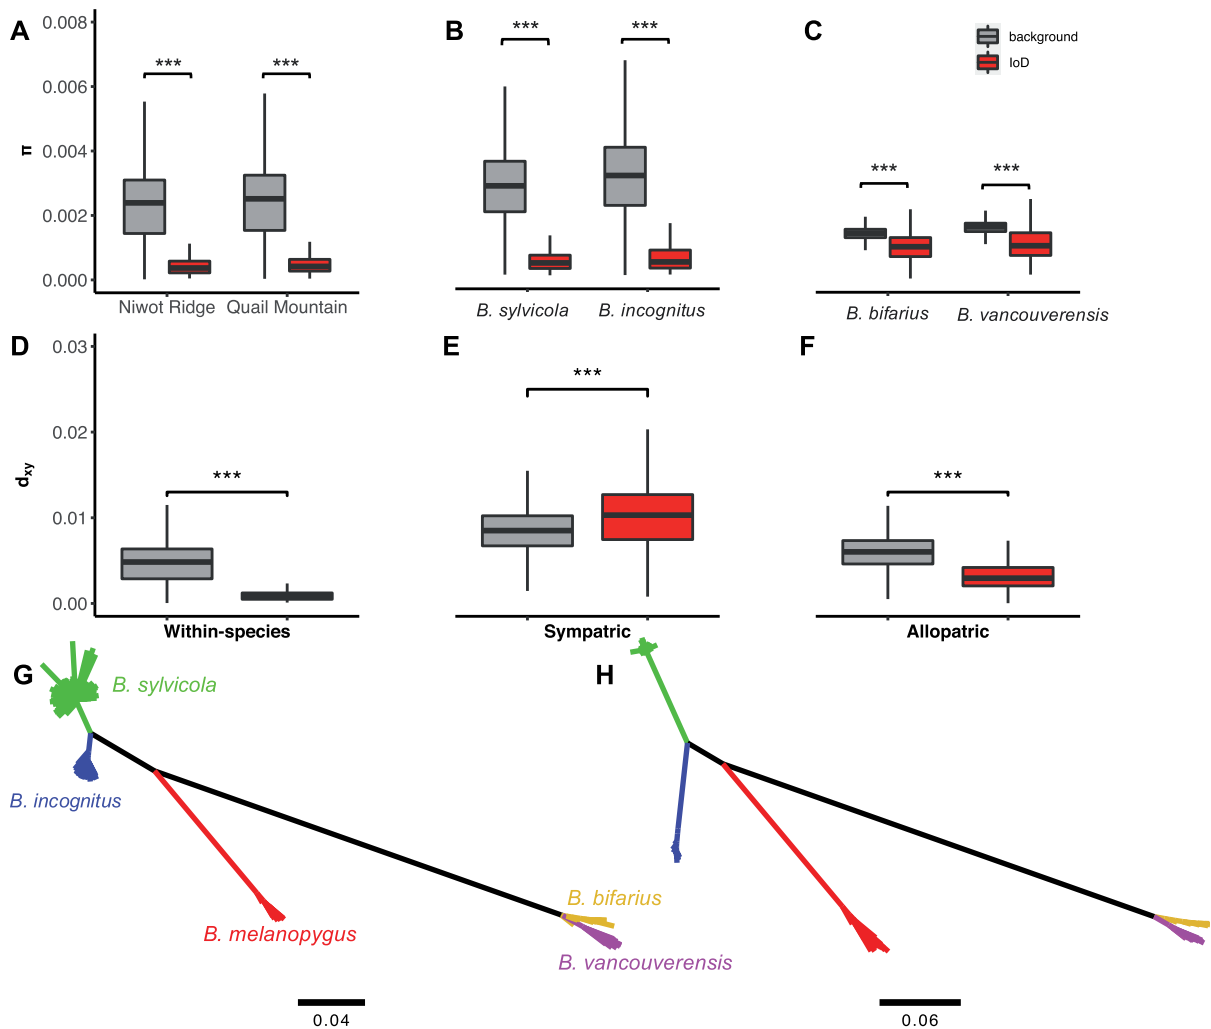 A
B
C
0.008
0.006
0.004
0.002
0.000
π
***
***
***
***
***
***
background
IoD
Niwot Ridge
Quail Mountain
B. sylvicola
B. incognitus
B. bifarius
B. vancouverensis
D
E
F
0.03
0.02
0.01
0.00
dxy
***
***
***
Within-species
Sympatric
Allopatric
G
H
B. sylvicola
B. incognitus
B. melanopygus
B. bifarius
B. vancouverensis
0.04
0.06